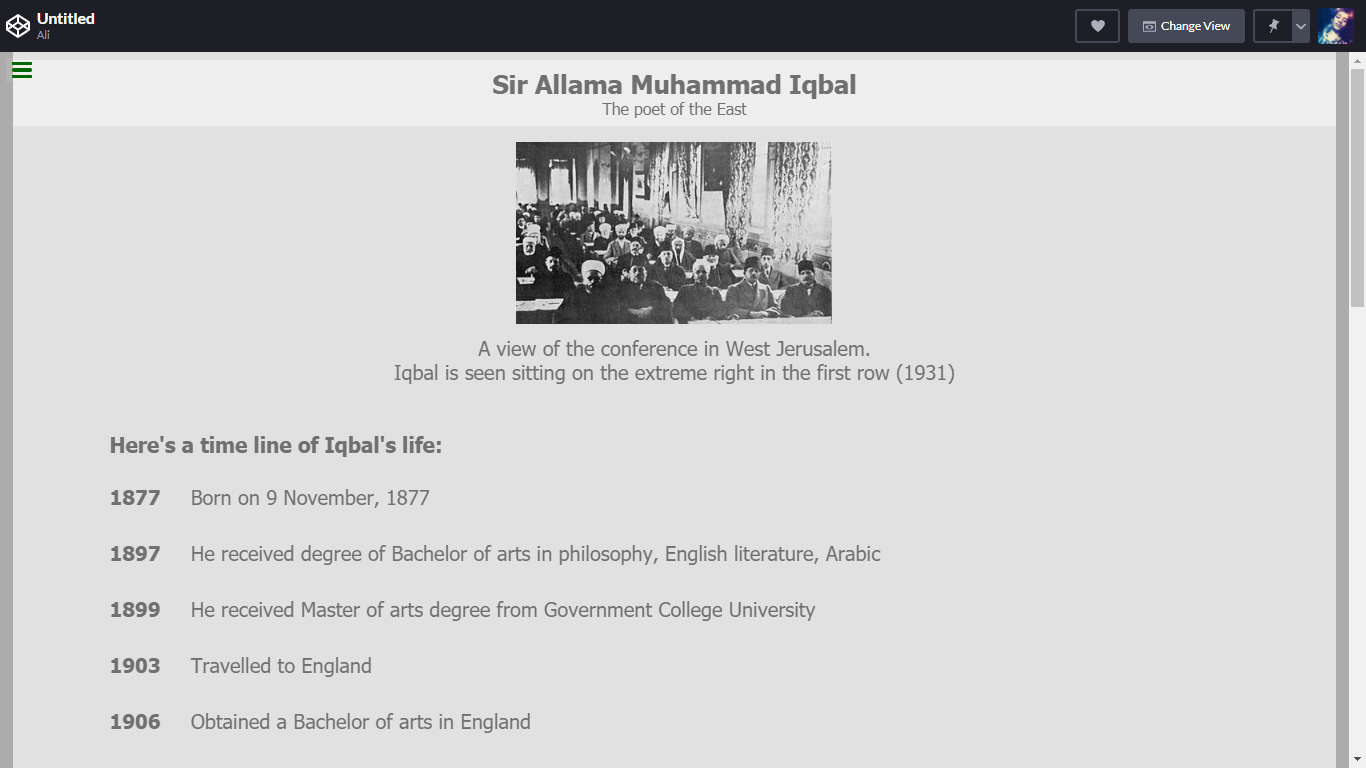 Untitled
Ali
Change View
Sir Allama Muhammad Iqbal
The poet of the East
A view of the conference in West Jerusalem.
Iqbal is seen sitting on the extreme right in the first row (1931)
Here's a time line of Iqbal's life:
1877 Born on 9 November, 1877
1897 He received degree of Bachelor of arts in philosophy, English literature, Arabic
1899 He received Master of arts degree from Government College University
1903 Travelled to England
1906 Obtained a Bachelor of arts in England